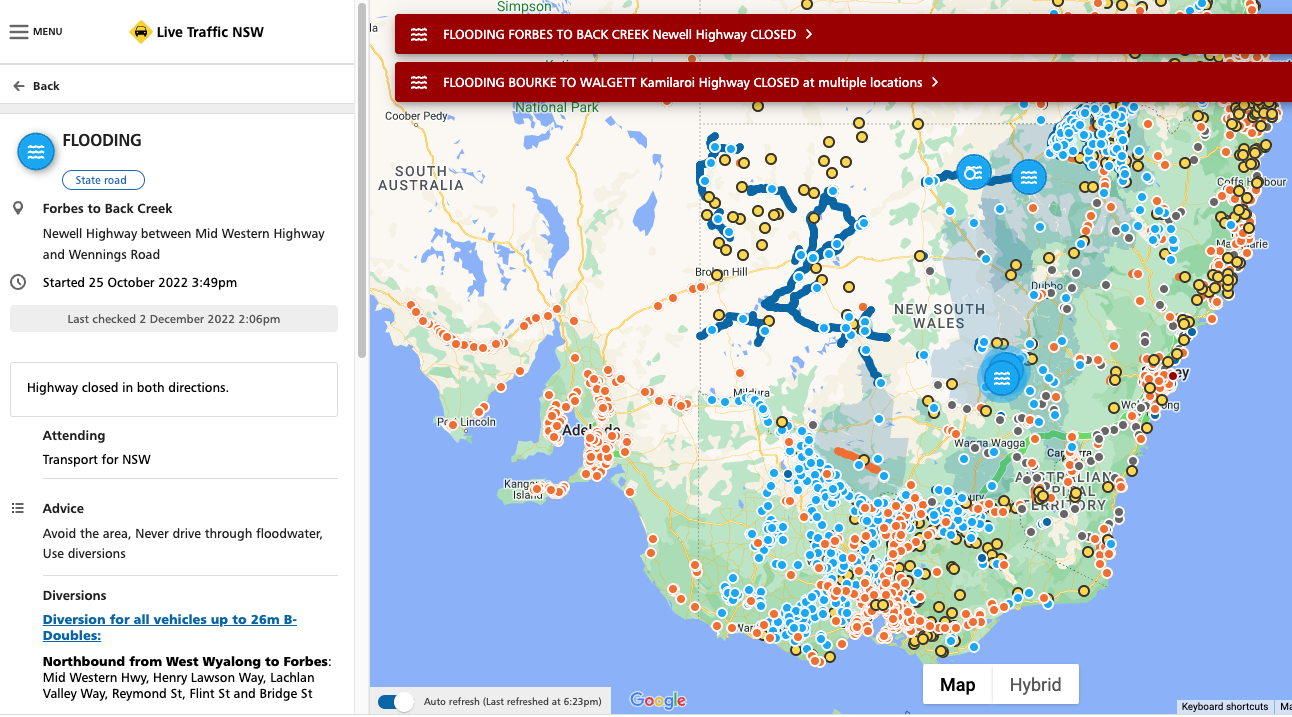 MENU
Live Traffic NSW
Back
FLOODING
State road
Forbes to Back Creek
Newell Highway between Mid Western Highway
and Wennings Road
Started 25 October 2022 3:49pm
Last checked 2 December 2022 2:06pm
Highway closed in both directions.
Attending
Transport for NSW
Advice
Avoid the area, Never drive through floodwater,
Use diversions
Diversions
Diversion for all vehicles up to 26m B-
Doubles:
Northbound from West Wyalong to Forbes:
Mid Western Hwy, Henry Lawson Way, Lachlan
Valley Way, Reymond St, Flint St and Bridge St
Simpson
FLOODING FORBES TO BACK CREEK Newell Highway CLOSED
FLOODING BOURKE TO WALGETT Kamilaroi Highway CLOSED at multiple locations
National Park
Coober Pedy
SOUTH
AUSTRALIA
Broken Hill
Dubbo
NEW SOUTH
WALES
Mildura
Port Lincoln
Adelaide
Wagga Wagga
Island
AUSTRALIAN
CAPITAL
TERRITORY
Auto refresh (Last refreshed at 6:23pm)
Google
Map
Hybrid
Keyboard shortcuts
Ma